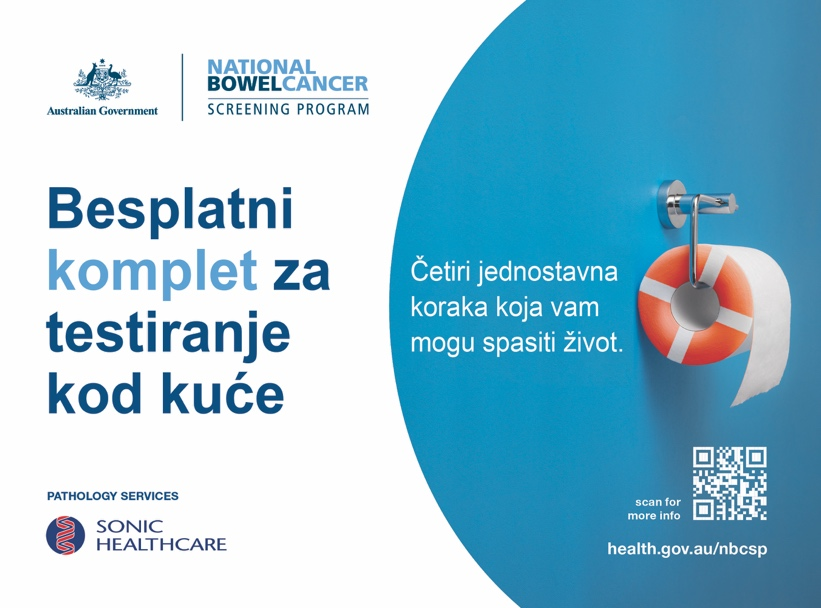 Australian Government
NATIONAL
BOWELCANCER
SCREENING PROGRAM
Besplatni
komplet za
testiranje
kod kuće
Četiri jednostavna
koraka koja vam
mogu spasiti život.
PATHOLOGY SERVICES
SONIC
HEALTHCARE
scan for
more info
health.gov.au/nbcsp